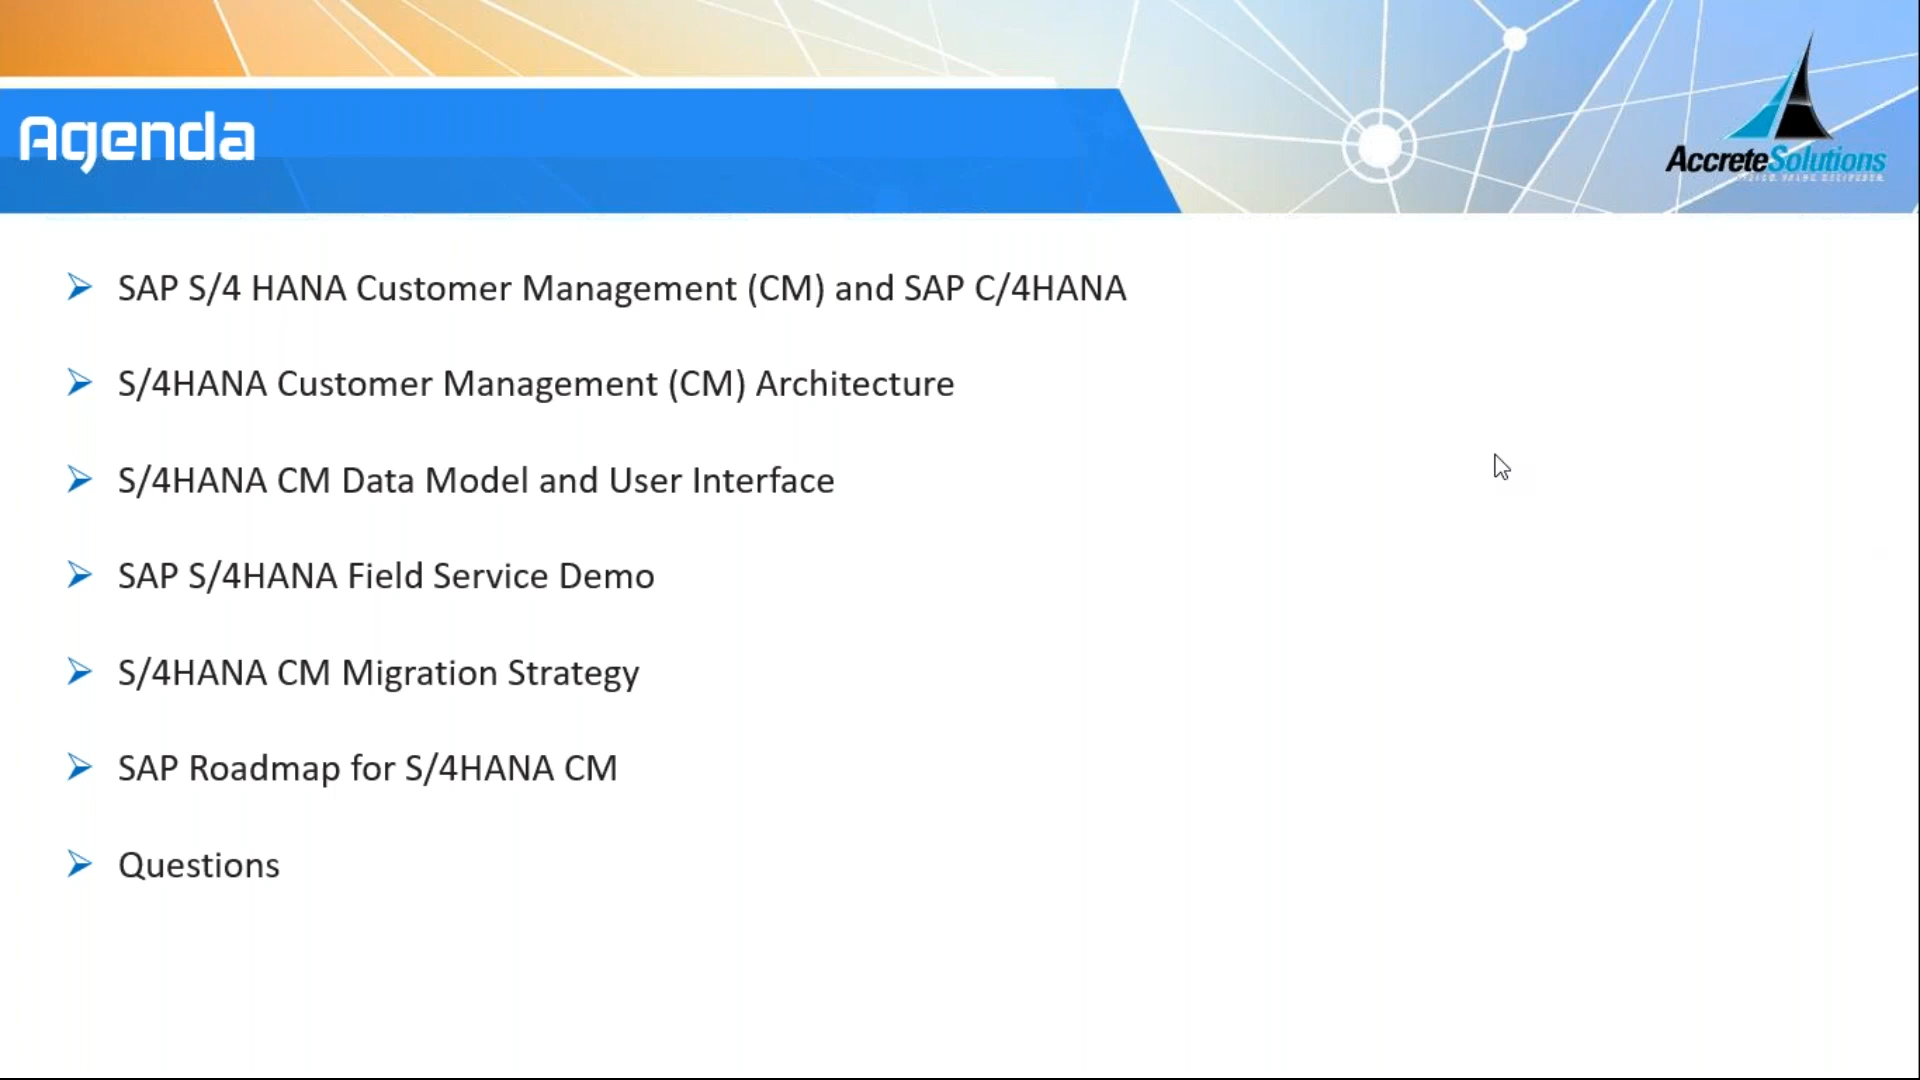 Agenda
AccreteSolutions
SAP S/4 HANA Customer Management (CM) and SAP C/4HANA
S/4HANA Customer Management (CM) Architecture
S/4HANA CM Data Model and User Interface
SAP S/4HANA Field Service Demo
S/4HANA CM Migration Strategy
SAP Roadmap for S/4HANA CM
Questions